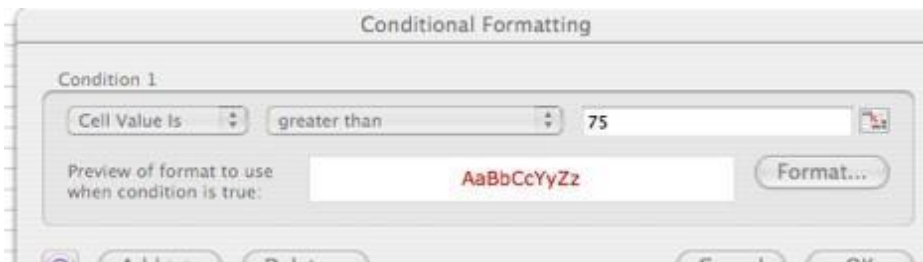 Conditional Formatting
Condition 1
Cell Value Is greater than 75
Preview of format to use
when condition is true:
AaBbCcYyZz
Format...